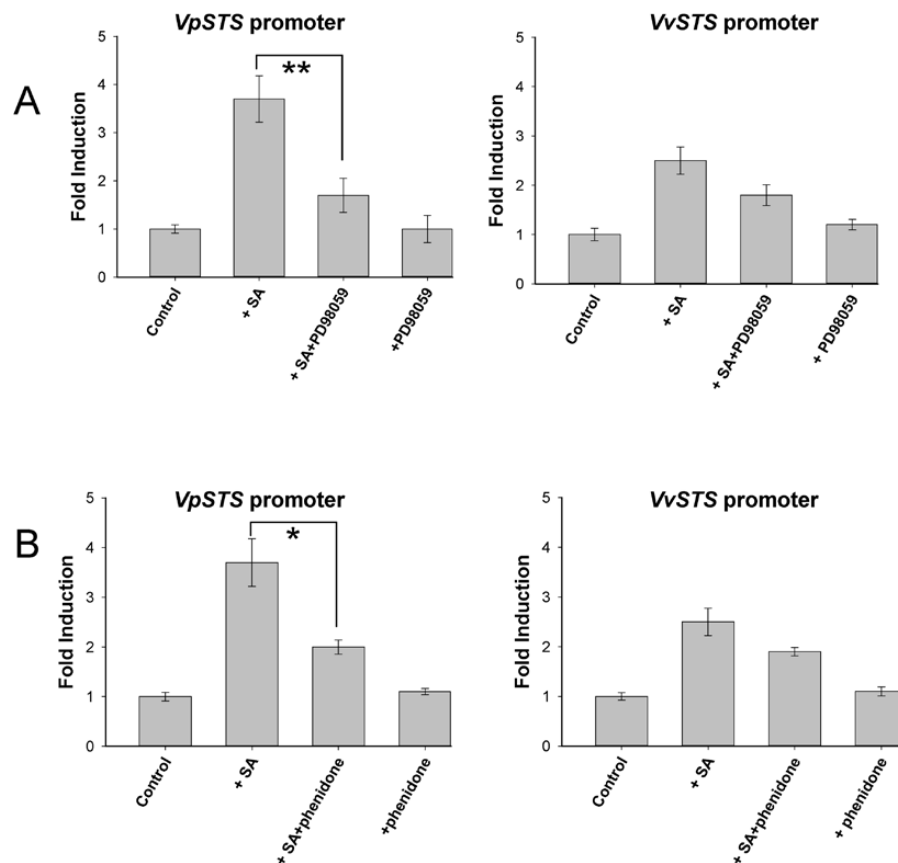 A
VpSTS promoter
Fold Induction
5
4
3
2
1
0
**
Control
+ SA
+ SA+PD98059
+PD98059
VvSTS promoter
Fold Induction
5
4
3
2
1
0
Control
+ SA
+ SA+PD98059
+ PD98059
B
VpSTS promoter
Fold Induction
5
4
3
2
1
0
*
Control
+ SA
+ SA+phenidone
+phenidone
VvSTS promoter
Fold Induction
5
4
3
2
1
0
Control
+ SA
+ SA+phenidone
+ phenidone